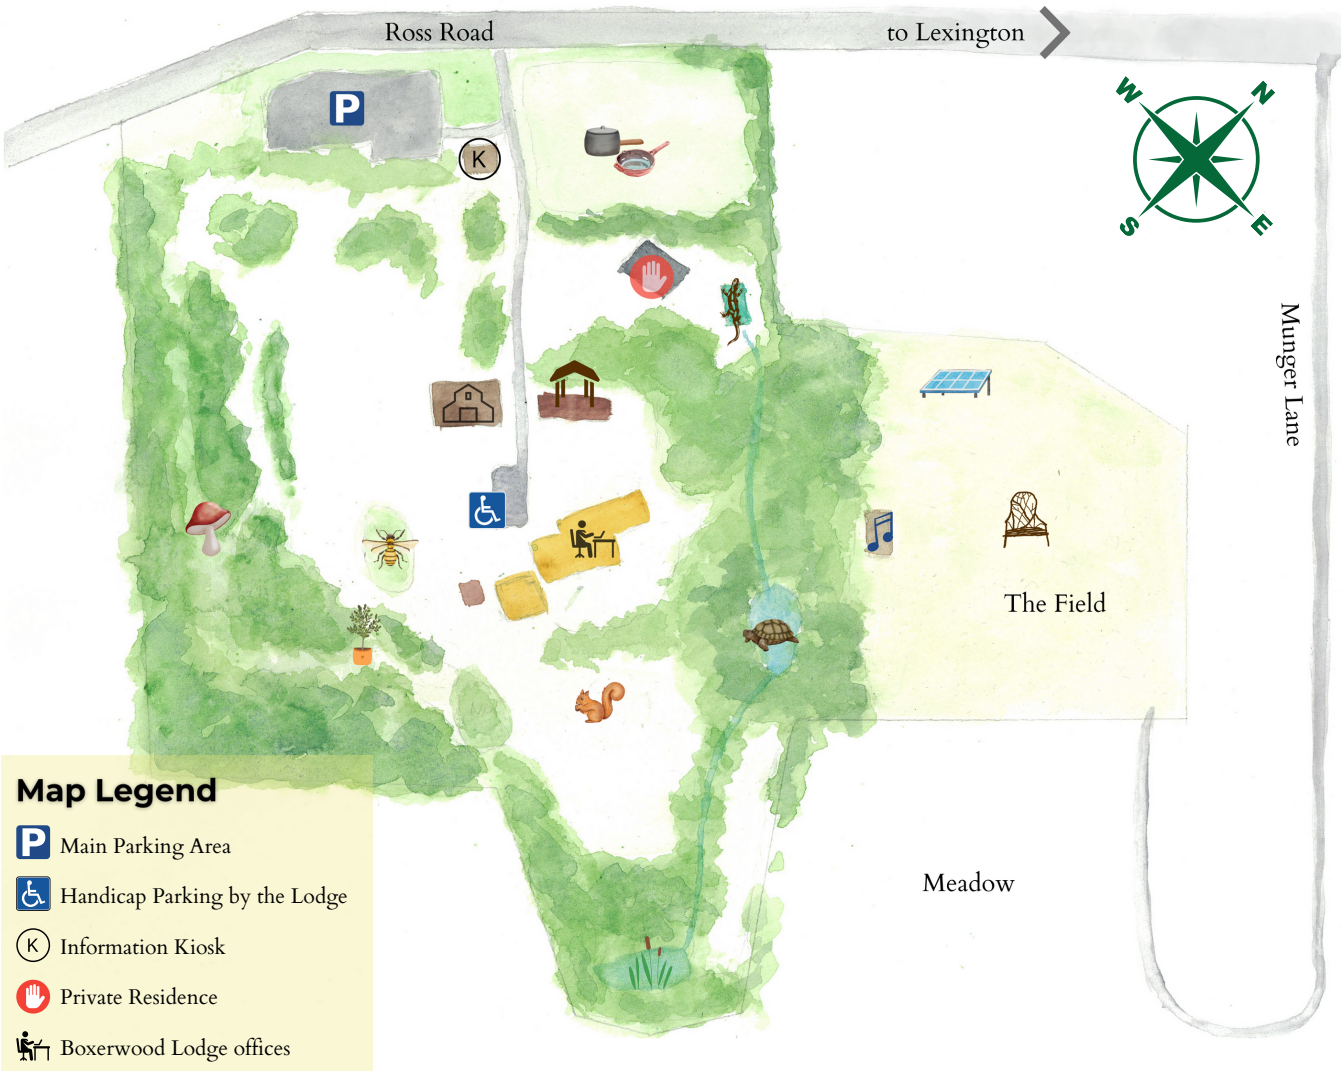 Ross Road
to Lexington
P
K
W
N
S
E
Munger Lane
The Field
Meadow
Map Legend
P Main Parking Area
Handicap Parking by the Lodge
K Information Kiosk
Private Residence
Boxerwood Lodge offices